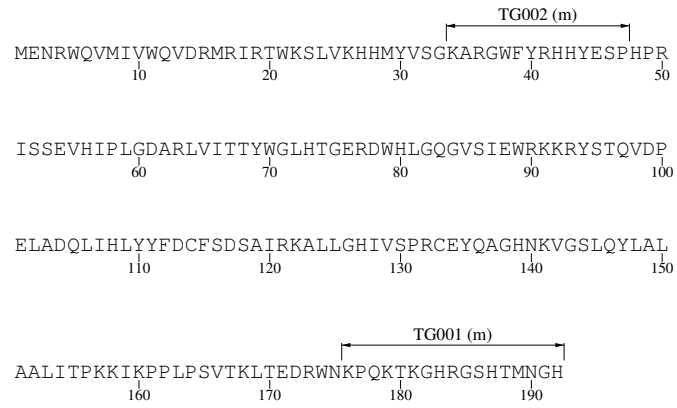 TG002 (m)
MENRWQVMIVWQVDRMRIRTWKSLVKHHMYVSGKARGWFYRHHYESPHPR
10 20 30 40 50
ISSEVHIPLGDARLVITTYWGLHTGERDWHLGQGVSIEWRKKRYSTQVDP
60 70 80 90 100
ELADQLIHLYYFDCFSDSAIRKALLGHIVSPRCEYQAGHNKVGSLQYLAL
110 120 130 140 150
TG001 (m)
AALITPKKIKPPLPSVTKLTEDRWNKPQKTKGHRGSHTMNGH
160 170 180 190